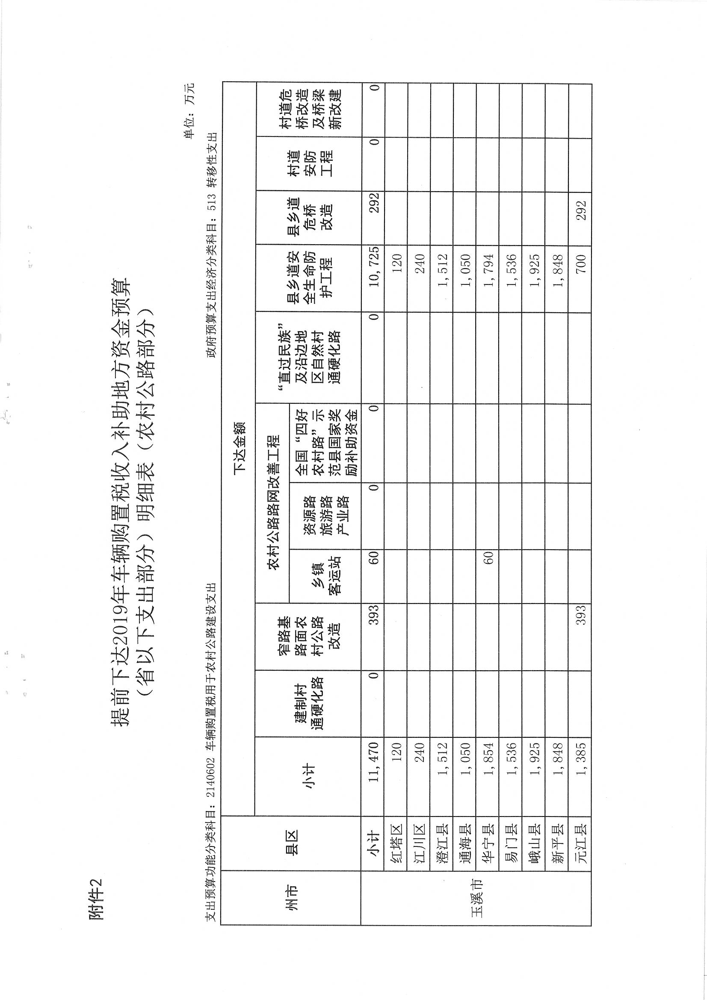 附件2
提前下达2019年车辆购置税收入补助地方资金预算
（省以下支出部分）明细表（农村公路部分）
单位：万元
支出预算功能分类科目：2140602 车辆购置税用于农村公路建设支出 政府预算支出经济分类科目：513 转移性支出
州市
县区
下达金额
小计
建制村
通硬化路
窄路基
路面农
村公路
改造
农村公路路网改善工程
乡镇
客运站
资源路
旅游路
产业路
全国“四好
农村路”示
范县国家奖
励补助资金
“直过民族”
及沿边地
区自然村
通硬化路
县乡道安
全生命防
护工程
县乡道
危桥
改造
村道
安防
工程
村道危
桥改造
及桥梁
新改建
玉溪市
小计 11,470 0 393 60 0 0 0 10,725 292 0 0
红塔区 120 120
江川区 240 240
澄江县 1,512 1,512
通海县 1,050 1,050
华宁县 1,854 60 1,794
易门县 1,536 1,536
峨山县 1,925 1,925
新平县 1,848 1,848
元江县 1,385 393 700 292